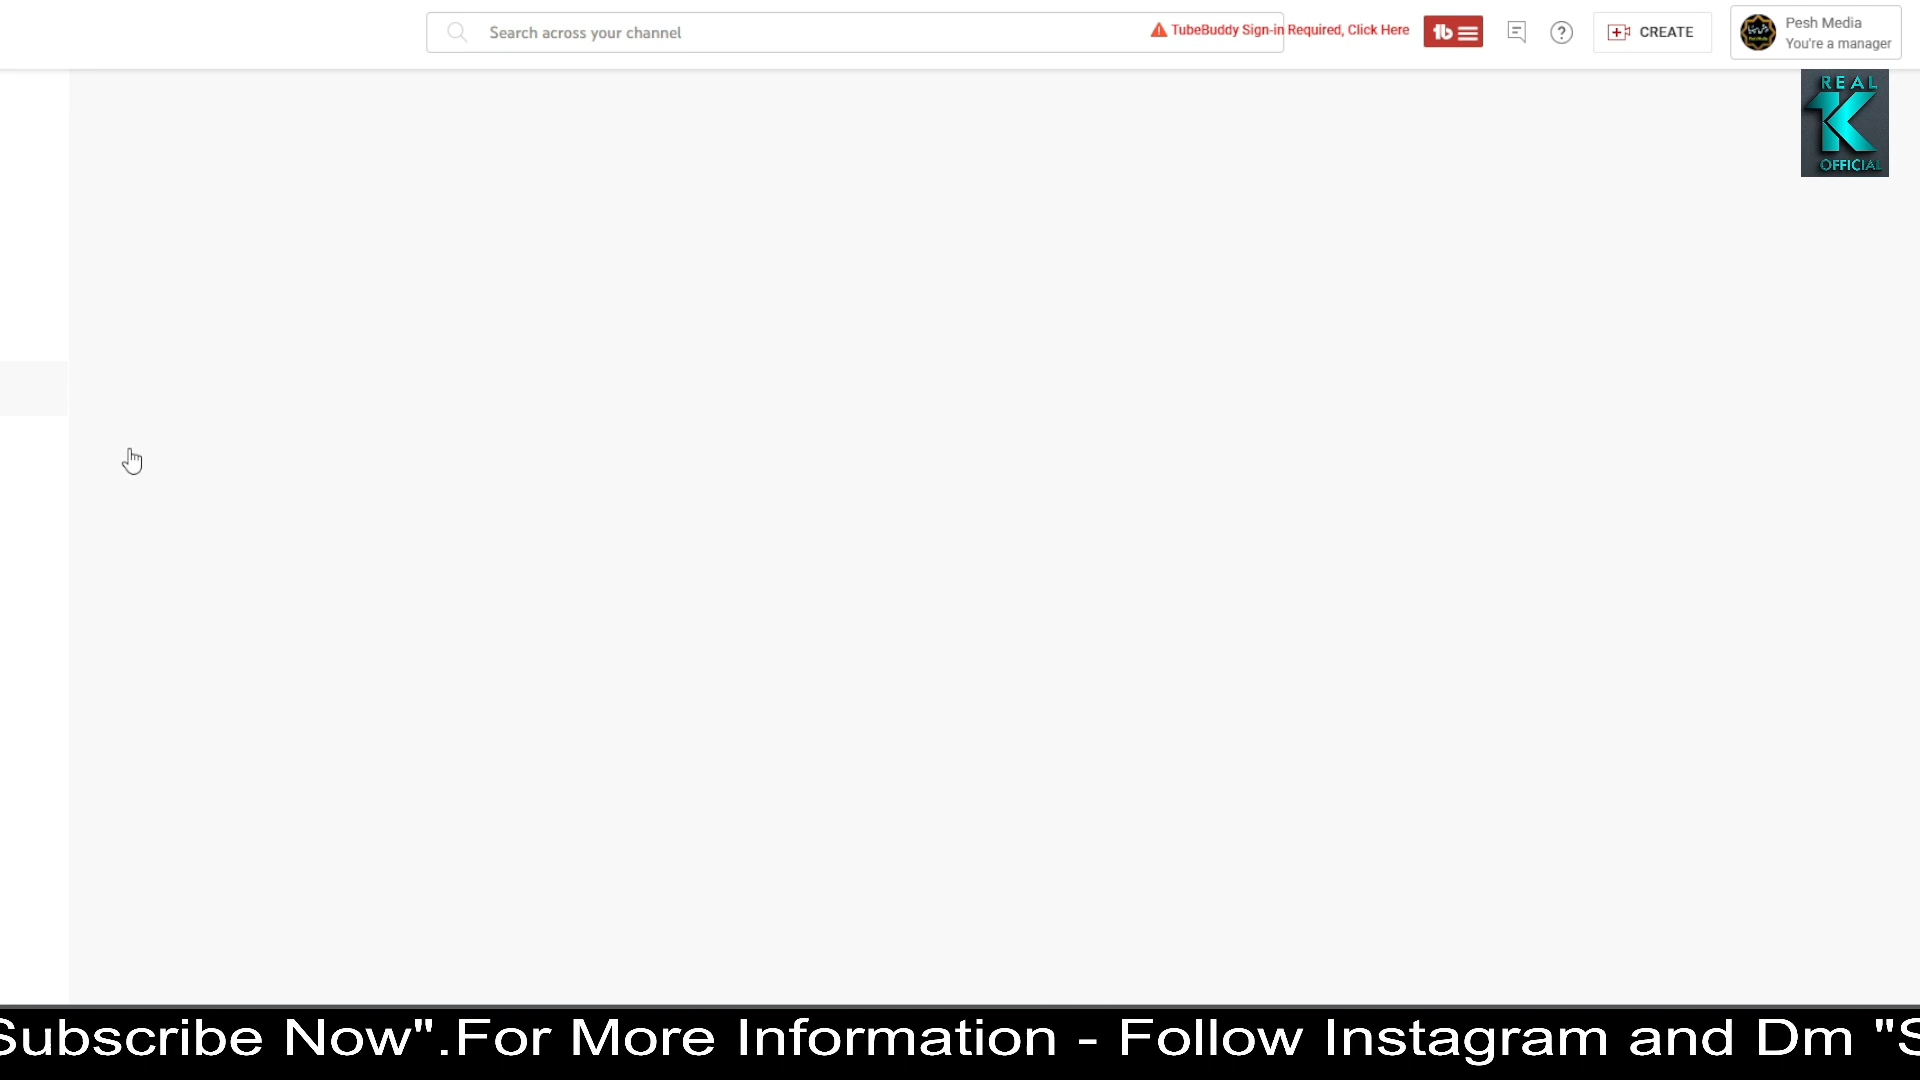 Search across your channel
TubeBuddy Sign-in Required, Click Here
tb
CREATE
Pesh Media
You're a manager
REAL
K
OFFICIAL
Subscribe Now".For More Information - Follow Instagram and Dm "S